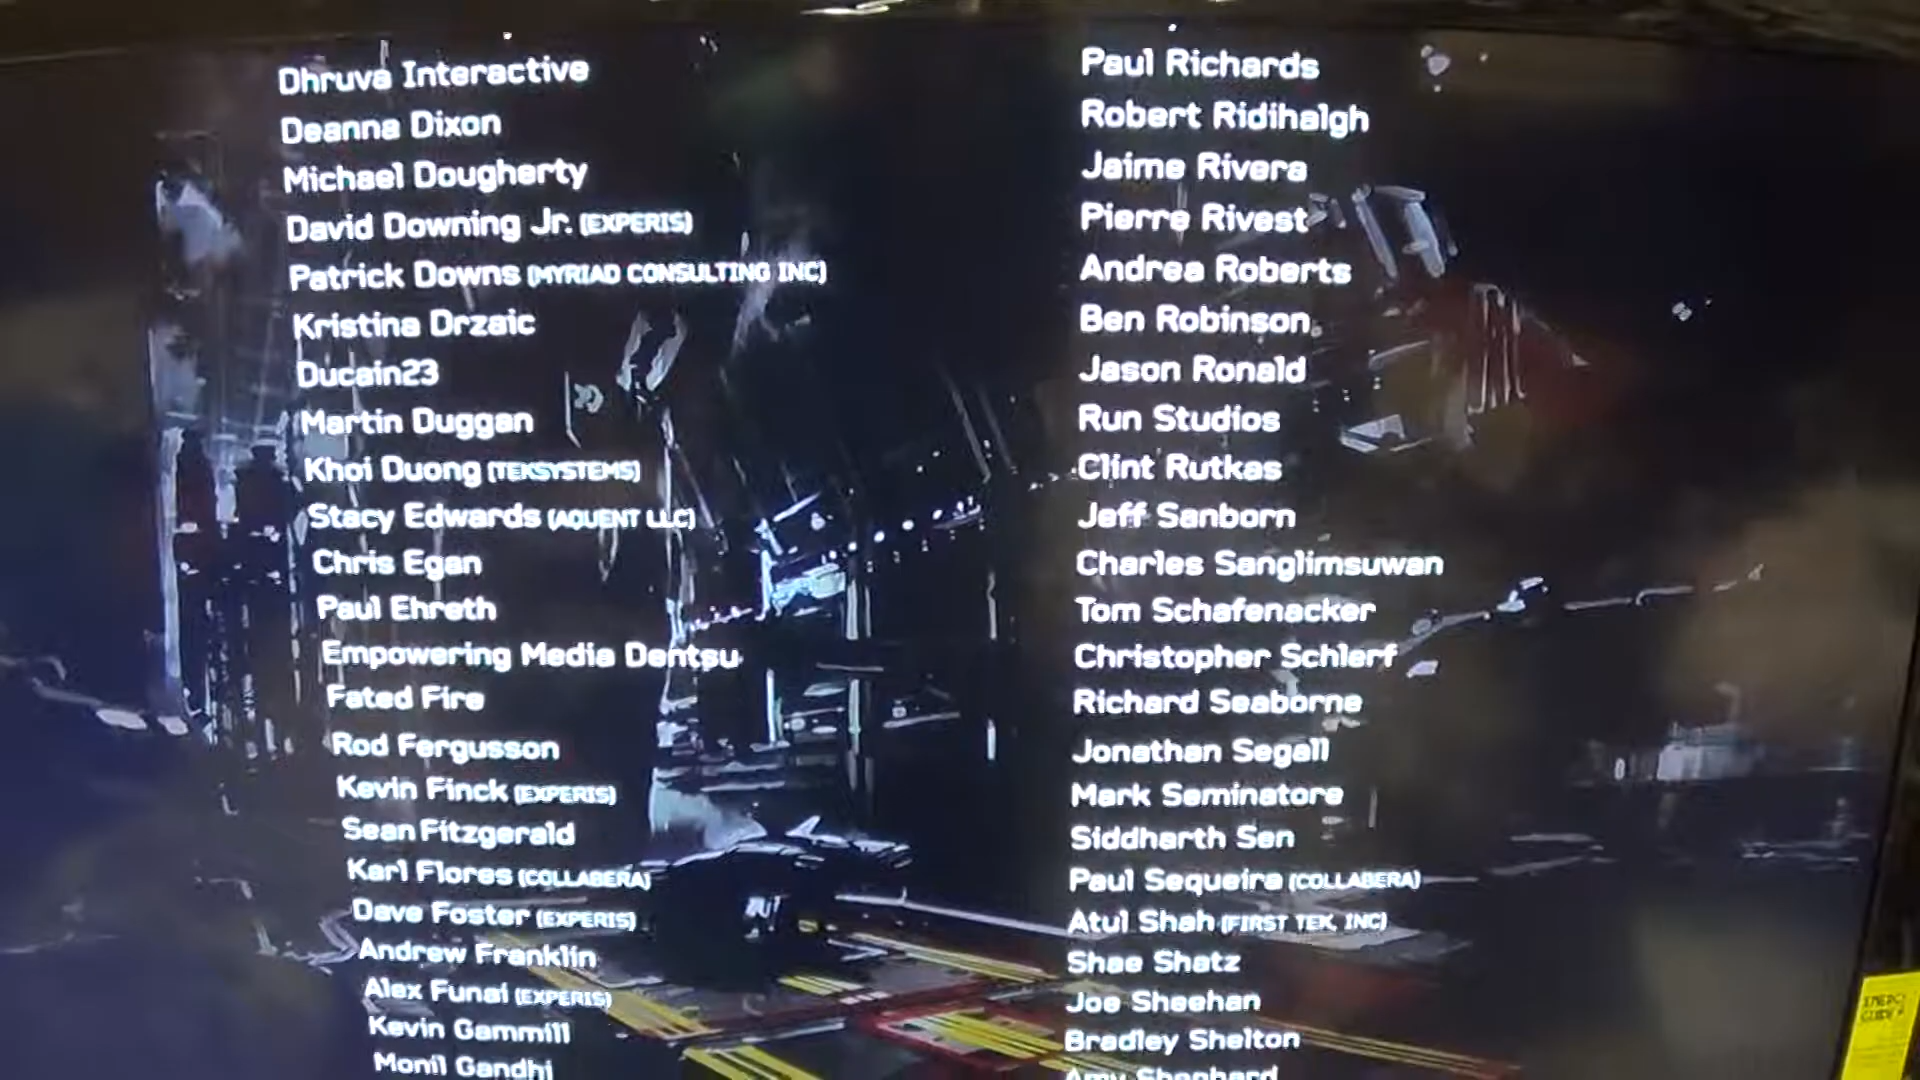 Dhruva Interactive
Deanna Dixon
Michael Dougherty
David Downing Jr. (EXPERIS)
Patrick Downs (MYRIAD CONSULTING INC)
Kristina Drzaic
Ducain23
Martin Duggan
Khoi Duong (TEKSYSTEMS)
Stacy Edwards (AQUENT LLC)
Chris Egan
Paul Ehreth
Empowering Media Dentsu
Fated Fire
Rod Fergusson
Kevin Finck (EXPERIS)
Sean Fitzgerald
Karl Flores (COLLABERA)
Dave Foster (EXPERIS)
Andrew Franklin
Alex Funai (EXPERIS)
Kevin Gammill
Monil Gandhi
Paul Richards
Robert Ridihalgh
Jaime Rivera
Pierre Rivest
Andrea Roberts
Ben Robinson
Jason Ronald
Run Studios
Clint Rutkas
Jeff Sanborn
Charles Sanglimsuwan
Tom Schafenacker
Christopher Schlerf
Richard Seaborne
Jonathan Segall
Mark Seminatore
Siddharth Sen
Paul Sequeira (COLLABERA)
Atul Shah (FIRST TEK, INC)
Shae Shatz
Joe Sheehan
Bradley Shelton
Amy Shephard